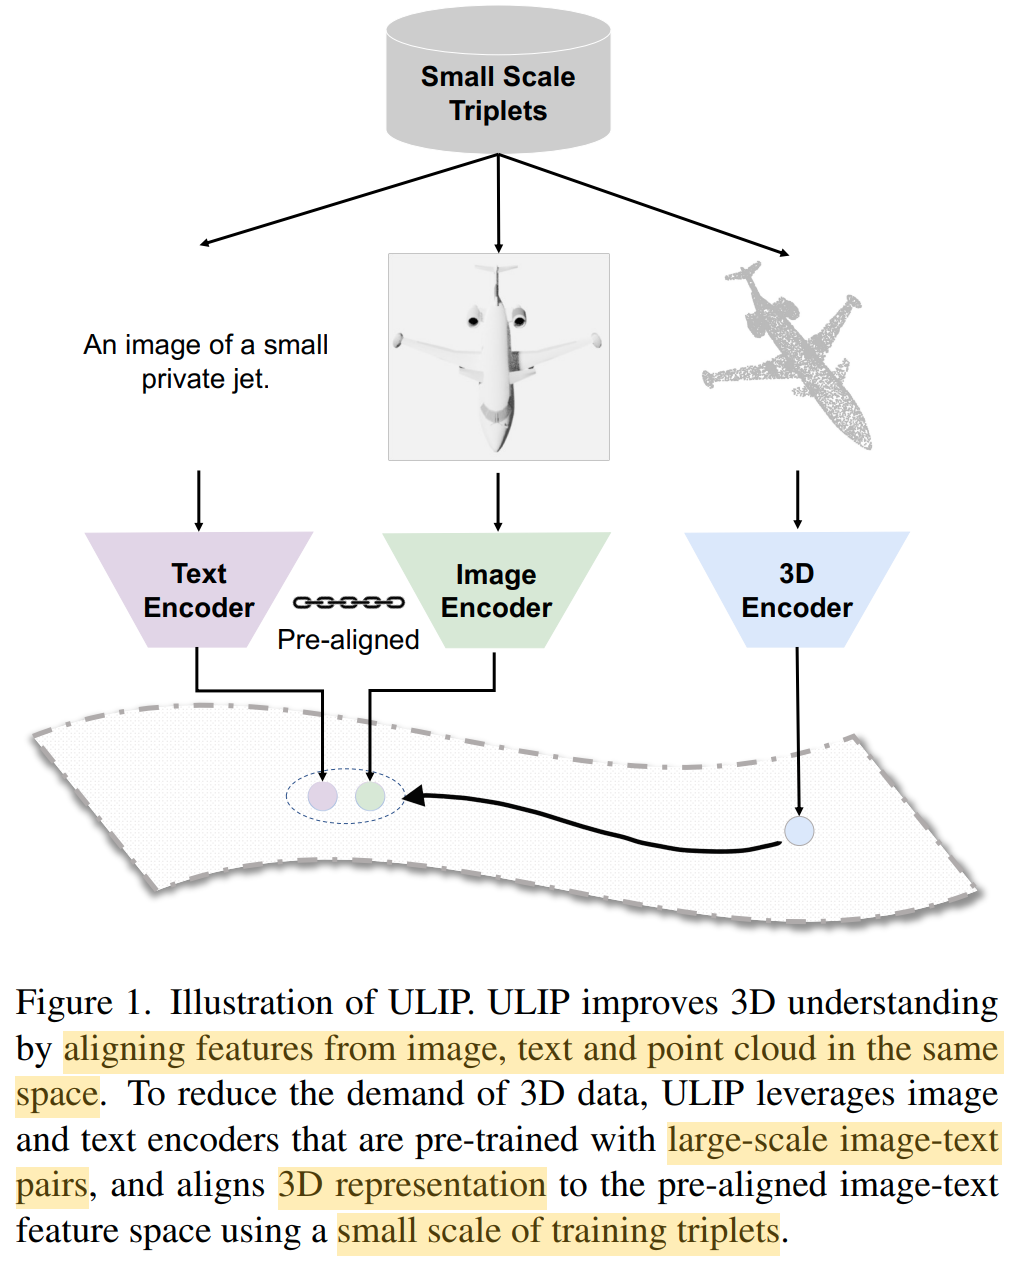 Small Scale
Triplets
An image of a small
private jet.
Text
Encoder
Pre-aligned
Image
Encoder
3D
Encoder
Figure 1. Illustration of ULIP. ULIP improves 3D understanding
by aligning features from image, text and point cloud in the same
space. To reduce the demand of 3D data, ULIP leverages image
and text encoders that are pre-trained with large-scale image-text
pairs, and aligns 3D representation to the pre-aligned image-text
feature space using a small scale of training triplets.